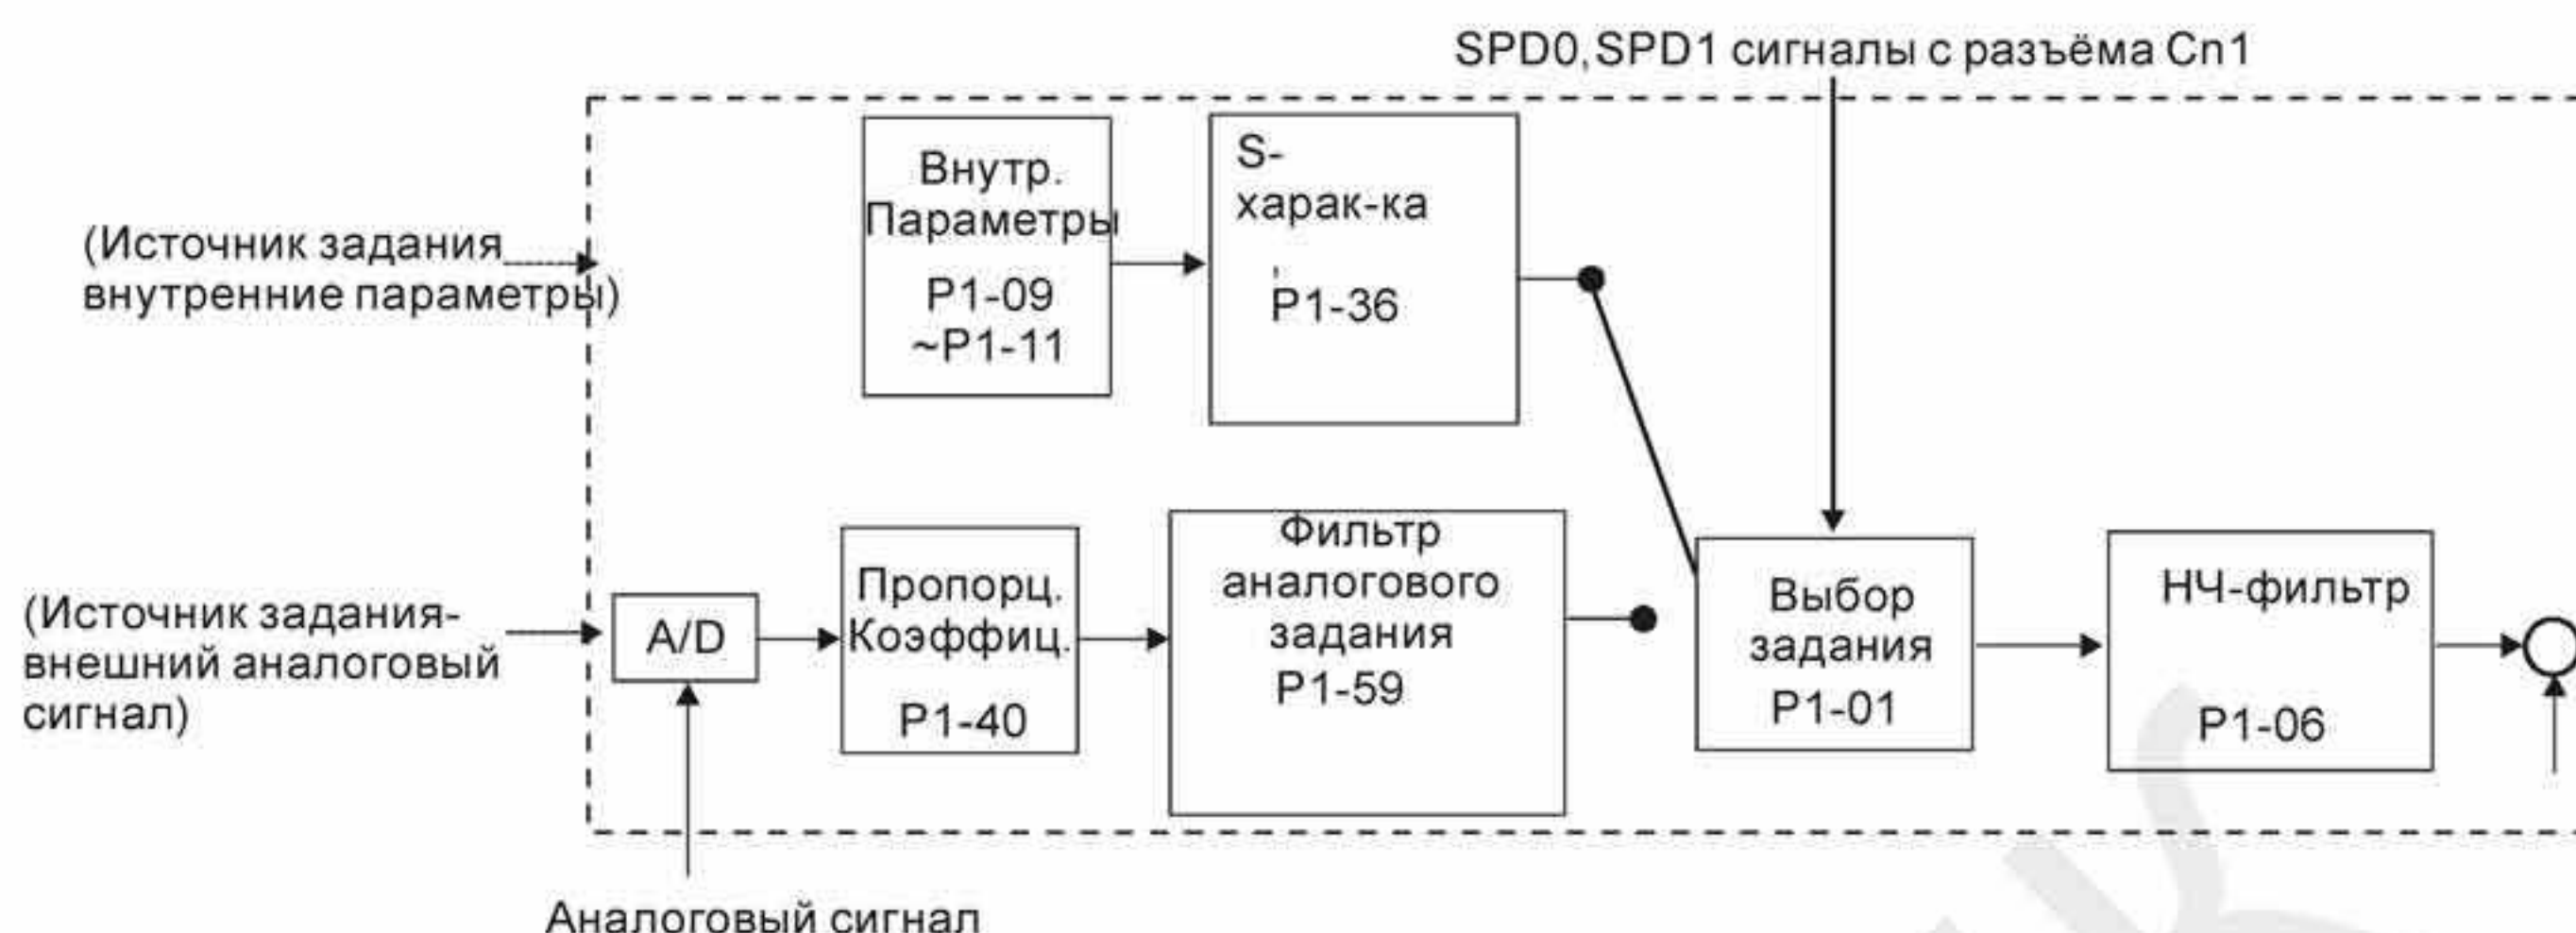 SPD0,SPD1 сигналы с разъёма Cn1
(Источник задания
внутренние параметры)
Внутр.
Параметры
P1-09
~P1-11
S-
харак-ка
P1-36
(Источник задания-
внешний аналоговый
сигнал)
A/D
Пропорц.
Коэффиц.
P1-40
Фильтр
аналогового
задания
P1-59
Выбор
задания
P1-01
НЧ-фильтр
P1-06
Аналоговый сигнал